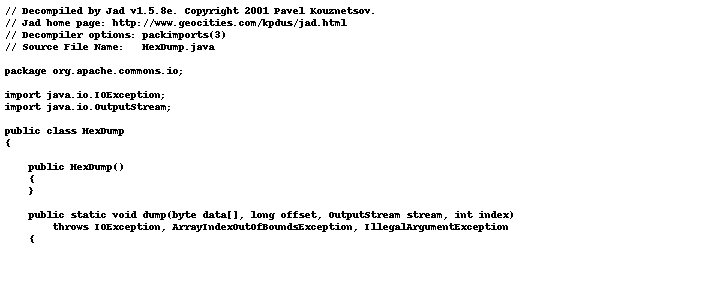 // Decompiled by Jad v1.5.8e. Copyright 2001 Pavel Kouznetsov.
// Jad home page: http://www.geocities.com/kpdus/jad.html
// Decompiler options: packimports(3)
// Source File Name:   HexDump.java

package org.apache.commons.io;

import java.io.IOException;
import java.io.OutputStream;

public class HexDump
{

    public HexDump()
    {
    }

    public static void dump(byte data[], long offset, OutputStream stream, int index)
        throws IOException, ArrayIndexOutOfBoundsException, IllegalArgumentException
    {